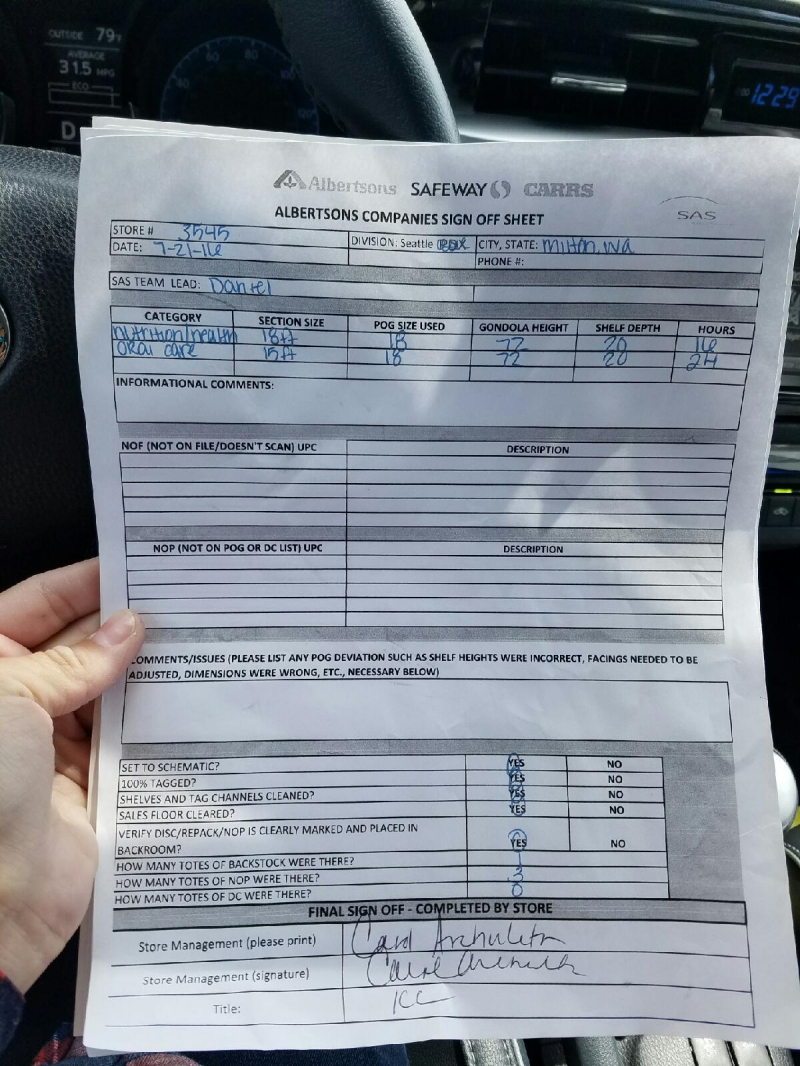 OUTSIDE 79
AVERAGE
31.5 MPG
ECO
D
12:29
Albertsons SAFEWAY CARRS
ALBERTSONS COMPANIES SIGN OFF SHEET
SAS
STORE # 3545
DATE: 7-21-16 DIVISION: Seattle CITY, STATE: Milton, Wa
PHONE #:
SAS TEAM LEAD: Daniel
CATEGORY SECTION SIZE POG SIZE USED GONDOLA HEIGHT SHELF DEPTH HOURS
nutrition/health 18ft 18 72 20 16
oral care 15ft 18 72 20 24
INFORMATIONAL COMMENTS:
NOF (NOT ON FILE/DOESN'T SCAN) UPC DESCRIPTION
NOP (NOT ON POG OR DC LIST) UPC DESCRIPTION
COMMENTS/ISSUES (PLEASE LIST ANY POG DEVIATION SUCH AS SHELF HEIGHTS WERE INCORRECT, FACINGS NEEDED TO BE
ADJUSTED, DIMENSIONS WERE WRONG, ETC., NECESSARY BELOW)
SET TO SCHEMATIC? YES NO
100% TAGGED? YES NO
SHELVES AND TAG CHANNELS CLEANED? YES NO
SALES FLOOR CLEARED? YES NO
VERIFY DISC/REPACK/NOP IS CLEARLY MARKED AND PLACED IN
BACKROOM? YES NO
HOW MANY TOTES OF BACKSTOCK WERE THERE? 1
HOW MANY TOTES OF NOP WERE THERE? 3
HOW MANY TOTES OF DC WERE THERE? 0
FINAL SIGN OFF - COMPLETED BY STORE
Store Management (please print) Carol Archuleta
Store Management (signature) Carol Archuleta
Title: ICC